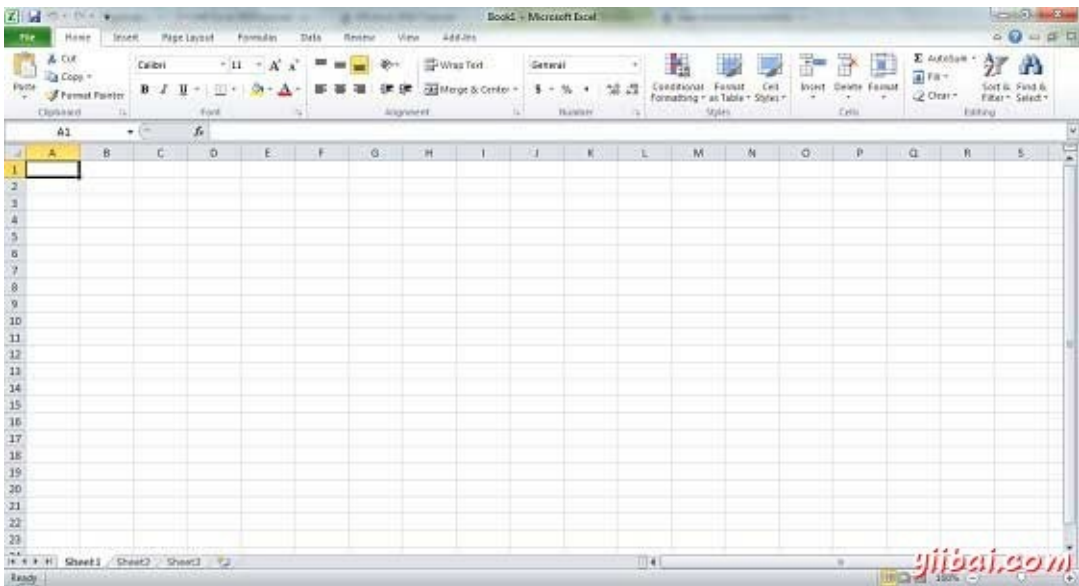 Book1 - Microsoft Excel
File Home Insert Page Layout Formulas Data Review View Add-Ins
Cut Calibri 11 A A Wrap Text General Σ AutoSum
Copy Fill
Paste Format Painter B I U A Merge & Center $ % , Conditional Formatting Format as Table Cell Styles Insert Delete Format Clear Sort & Filter Find & Select
Clipboard Font Alignment Number Styles Cells Editing
A1 fx
A B C D E F G H I J K L M N O P Q R S
1
2
3
4
5
6
7
8
9
10
11
12
13
14
15
16
17
18
19
20
21
22
23
Sheet1 Sheet2 Sheet3
Ready 100%
yiibai.com